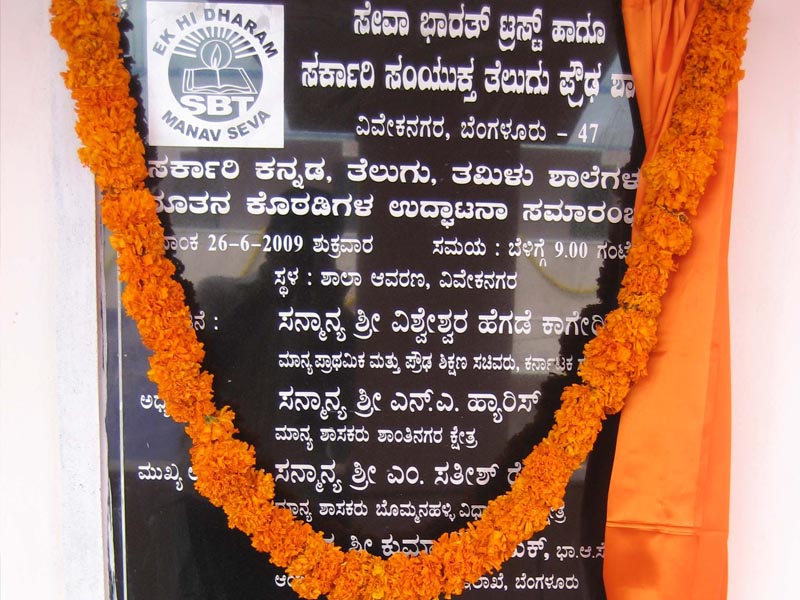 EK HI DHARAM
SBT
MANAV SEVA
ಸೇವಾ ಭಾರತ್ ಟ್ರಸ್ಟ್ ಹಾಗೂ
ಸರ್ಕಾರಿ ಸಂಯುಕ್ತ ತೆಲುಗು ಪ್ರೌಢ
ವಿವೇಕನಗರ, ಬೆಂಗಳೂರು - 47
ಸರ್ಕಾರಿ ಕನ್ನಡ, ತೆಲುಗು, ತಮಿಳು ಶಾಲೆಗಳ
ನೂತನ ಕೊಠಡಿಗಳ ಉದ್ಘಾಟನಾ ಸಮಾರಂಭ
26-6-2009 ಶುಕ್ರವಾರ ಸಮಯ : ಬೆಳಿಗ್ಗೆ 9.00 ಗಂಟೆ
ಸ್ಥಳ : ಶಾಲಾ ಆವರಣ, ವಿವೇಕನಗರ
ಸನ್ಮಾನ್ಯ ಶ್ರೀ ವಿಶ್ವೇಶ್ವರ ಹೆಗಡೆ ಕಾಗೇರಿ
ಮಾನ್ಯ ಪ್ರಾಥಮಿಕ ಮತ್ತು ಪ್ರೌಢ ಶಿಕ್ಷಣ ಸಚಿವರು, ಕರ್ನಾಟಕ
ಸನ್ಮಾನ್ಯ ಶ್ರೀ ಎನ್.ಎ. ಹ್ಯಾರಿಸ್
ಮಾನ್ಯ ಶಾಸಕರು ಶಾಂತಿನಗರ ಕ್ಷೇತ್ರ
ಮುಖ್ಯ
ಸನ್ಮಾನ್ಯ ಶ್ರೀ ಎಂ. ಸತೀಶ್
ಮಾನ್ಯ ಶಾಸಕರು ಬೊಮ್ಮನಹಳ್ಳಿ
ಶ್ರೀ
ಬೆಂಗಳೂರು